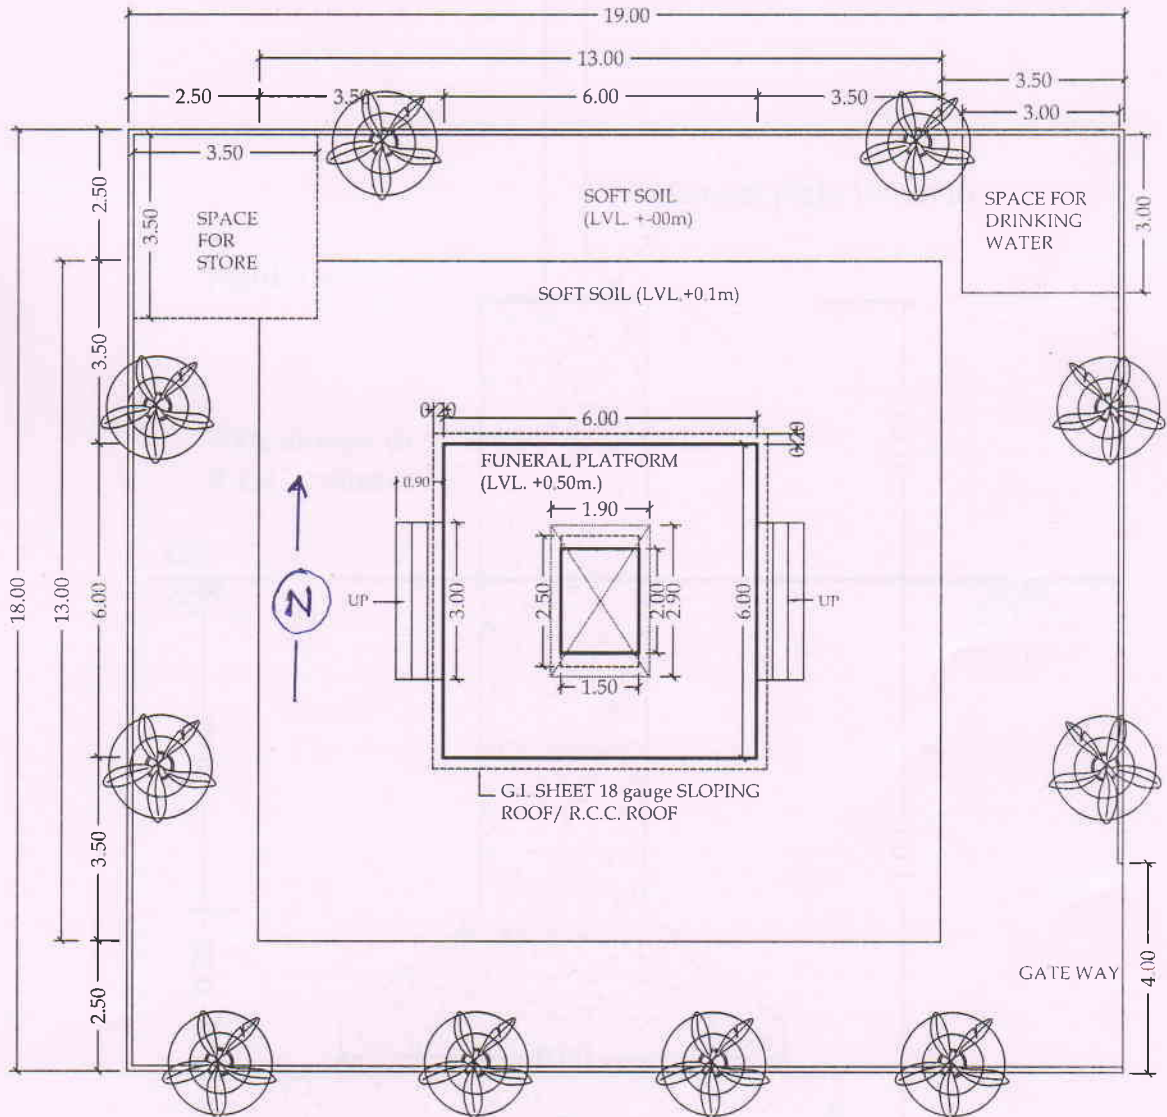 19.00
13.00
3.50
2.50
3.50
6.00
3.50
3.00
3.50
2.50
3.50
SPACE
FOR
STORE
SOFT SOIL
(LVL. +-00m)
SPACE FOR
DRINKING
WATER
3.00
SOFT SOIL (LVL.+0.1m)
3.50
0.20
6.00
0.20
FUNERAL PLATFORM
(LVL. +0.50m.)
0.90
1.90
18.00
13.00
6.00
N
UP
3.00
2.50
2.00
2.90
6.00
UP
1.50
G.I. SHEET 18 gauge SLOPING
ROOF/ R.C.C. ROOF
3.50
2.50
GATE WAY
4.00